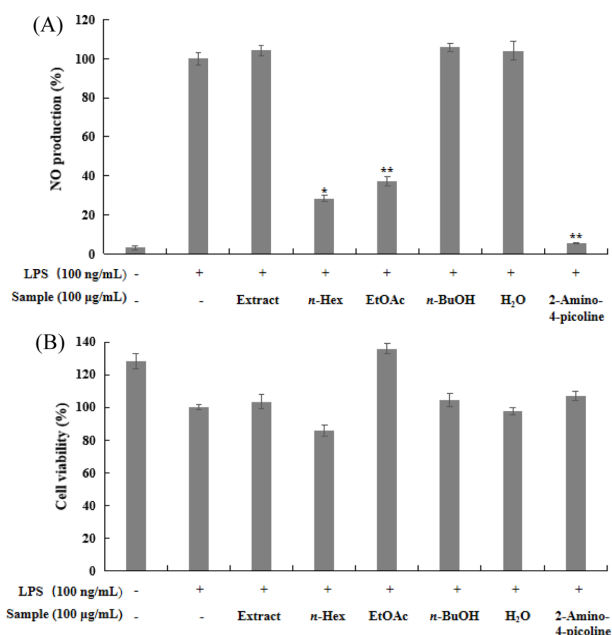 (A)
NO production (%)
120
100
80
60
40
20
0
*
**
**
LPS (100 ng/mL) - + + + + + + +
Sample (100 µg/mL) - - Extract n-Hex EtOAc n-BuOH H₂O 2-Amino-
4-picoline
(B)
Cell viability (%)
140
120
100
80
60
40
20
0
LPS (100 ng/mL) - + + + + + + +
Sample (100 µg/mL) - - Extract n-Hex EtOAc n-BuOH H₂O 2-Amino-
4-picoline